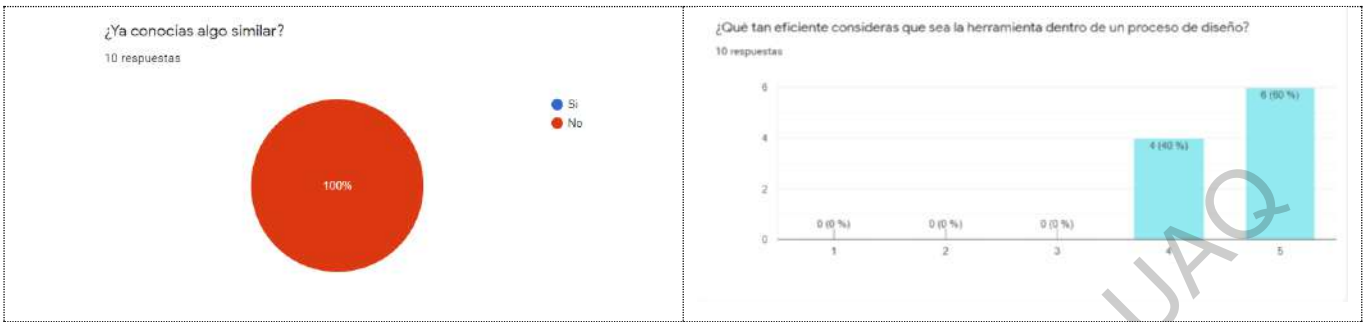 ¿Ya conocías algo similar?
10 respuestas
Si
No
100%
¿Qué tan eficiente consideras que sea la herramienta dentro de un proceso de diseño?
10 respuestas
6
4
2
0
0 (0 %)
0 (0 %)
0 (0 %)
4 (40 %)
6 (60 %)
1
2
3
4
5
UAQ